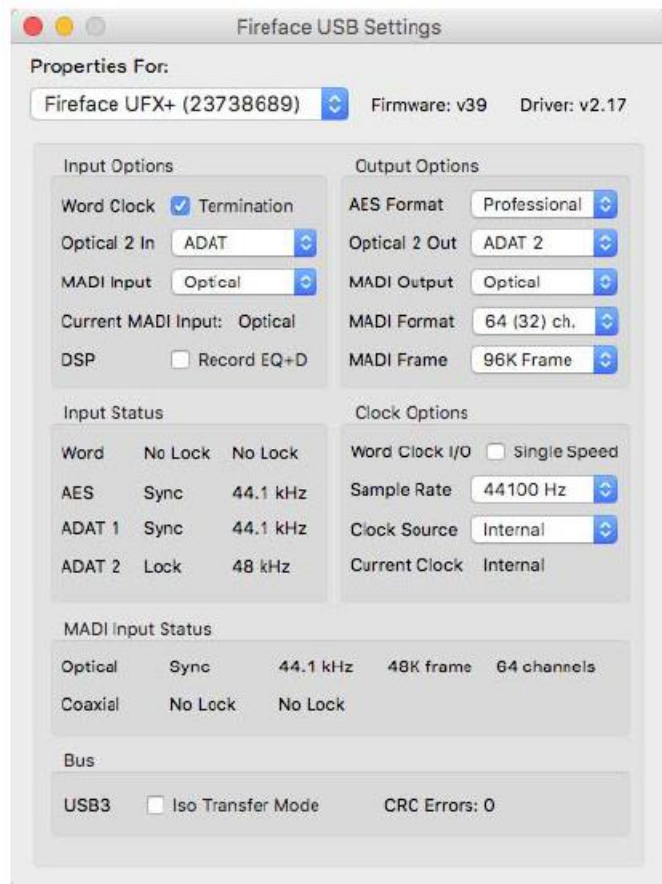 Fireface USB Settings
Properties For:
Fireface UFX+ (23738689) Firmware: v39 Driver: v2.17
Input Options
Word Clock Termination
Optical 2 In ADAT
MADI Input Optical
Current MADI Input: Optical
DSP Record EQ+D
Output Options
AES Format Professional
Optical 2 Out ADAT 2
MADI Output Optical
MADI Format 64 (32) ch.
MADI Frame 96K Frame
Input Status
Word No Lock No Lock
AES Sync 44.1 kHz
ADAT 1 Sync 44.1 kHz
ADAT 2 Lock 48 kHz
Clock Options
Word Clock I/O Single Speed
Sample Rate 44100 Hz
Clock Source Internal
Current Clock Internal
MADI Input Status
Optical Sync 44.1 kHz 48K frame 64 channels
Coaxial No Lock No Lock
Bus
USB3 Iso Transfer Mode CRC Errors: 0